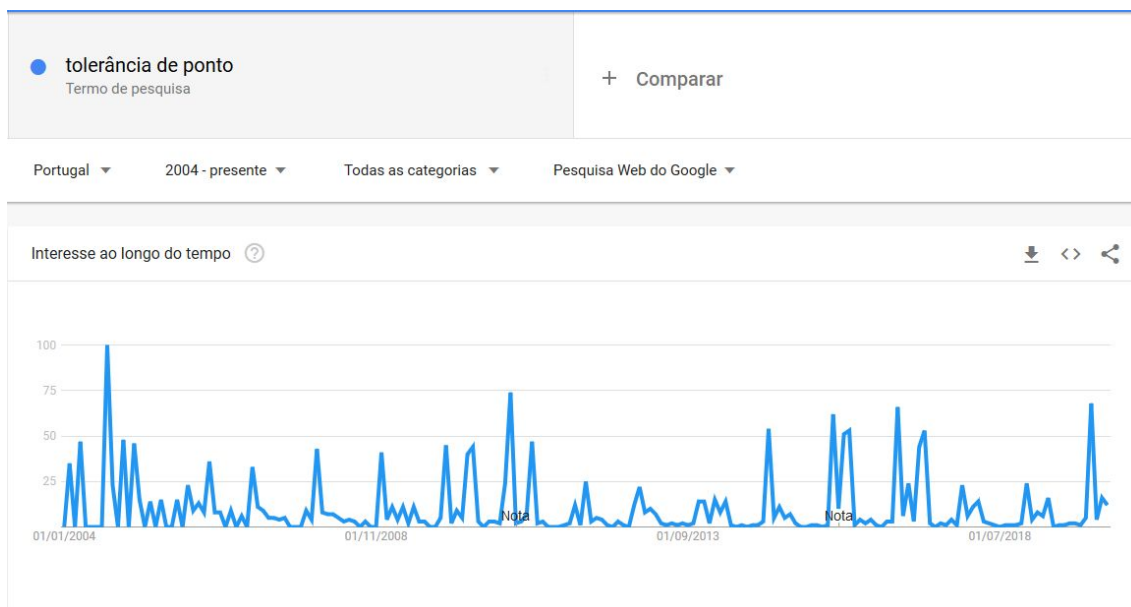 tolerância de ponto
Termo de pesquisa
+ Comparar
Portugal 2004 - presente Todas as categorias Pesquisa Web do Google
Interesse ao longo do tempo ?
100
75
50
25
Nota Nota
01/01/2004 01/11/2008 01/09/2013 01/07/2018